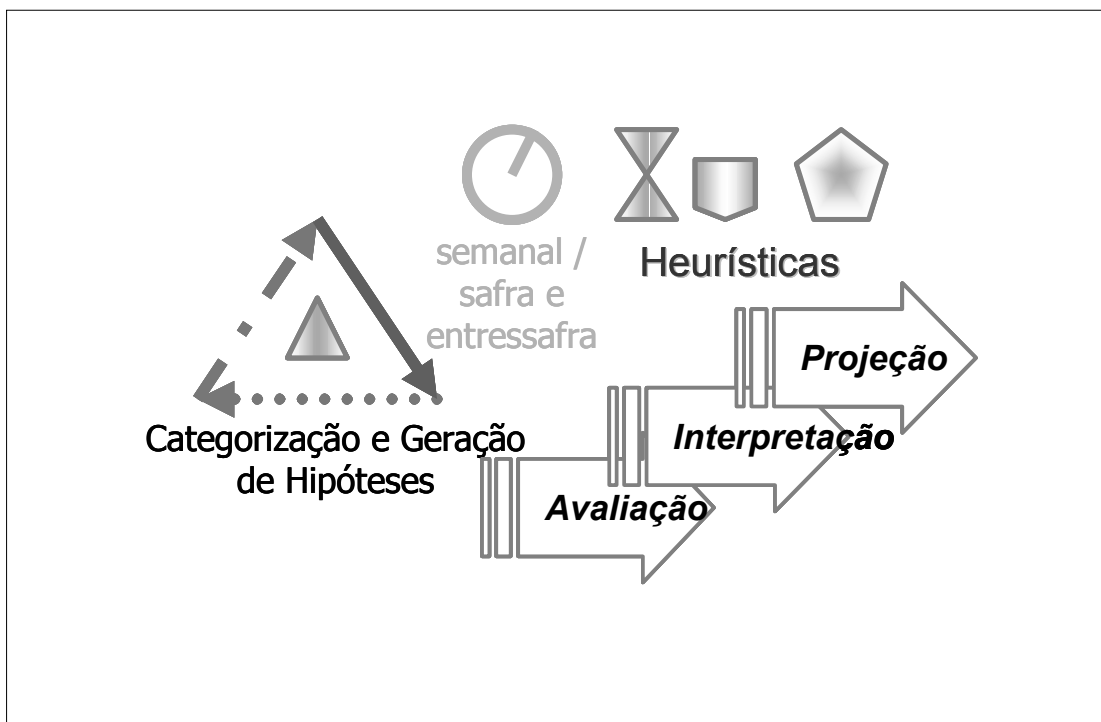 semanal /
safra e
entressafra
Heurísticas
Categorização e Geração
de Hipóteses
Avaliação
Interpretação
Projeção